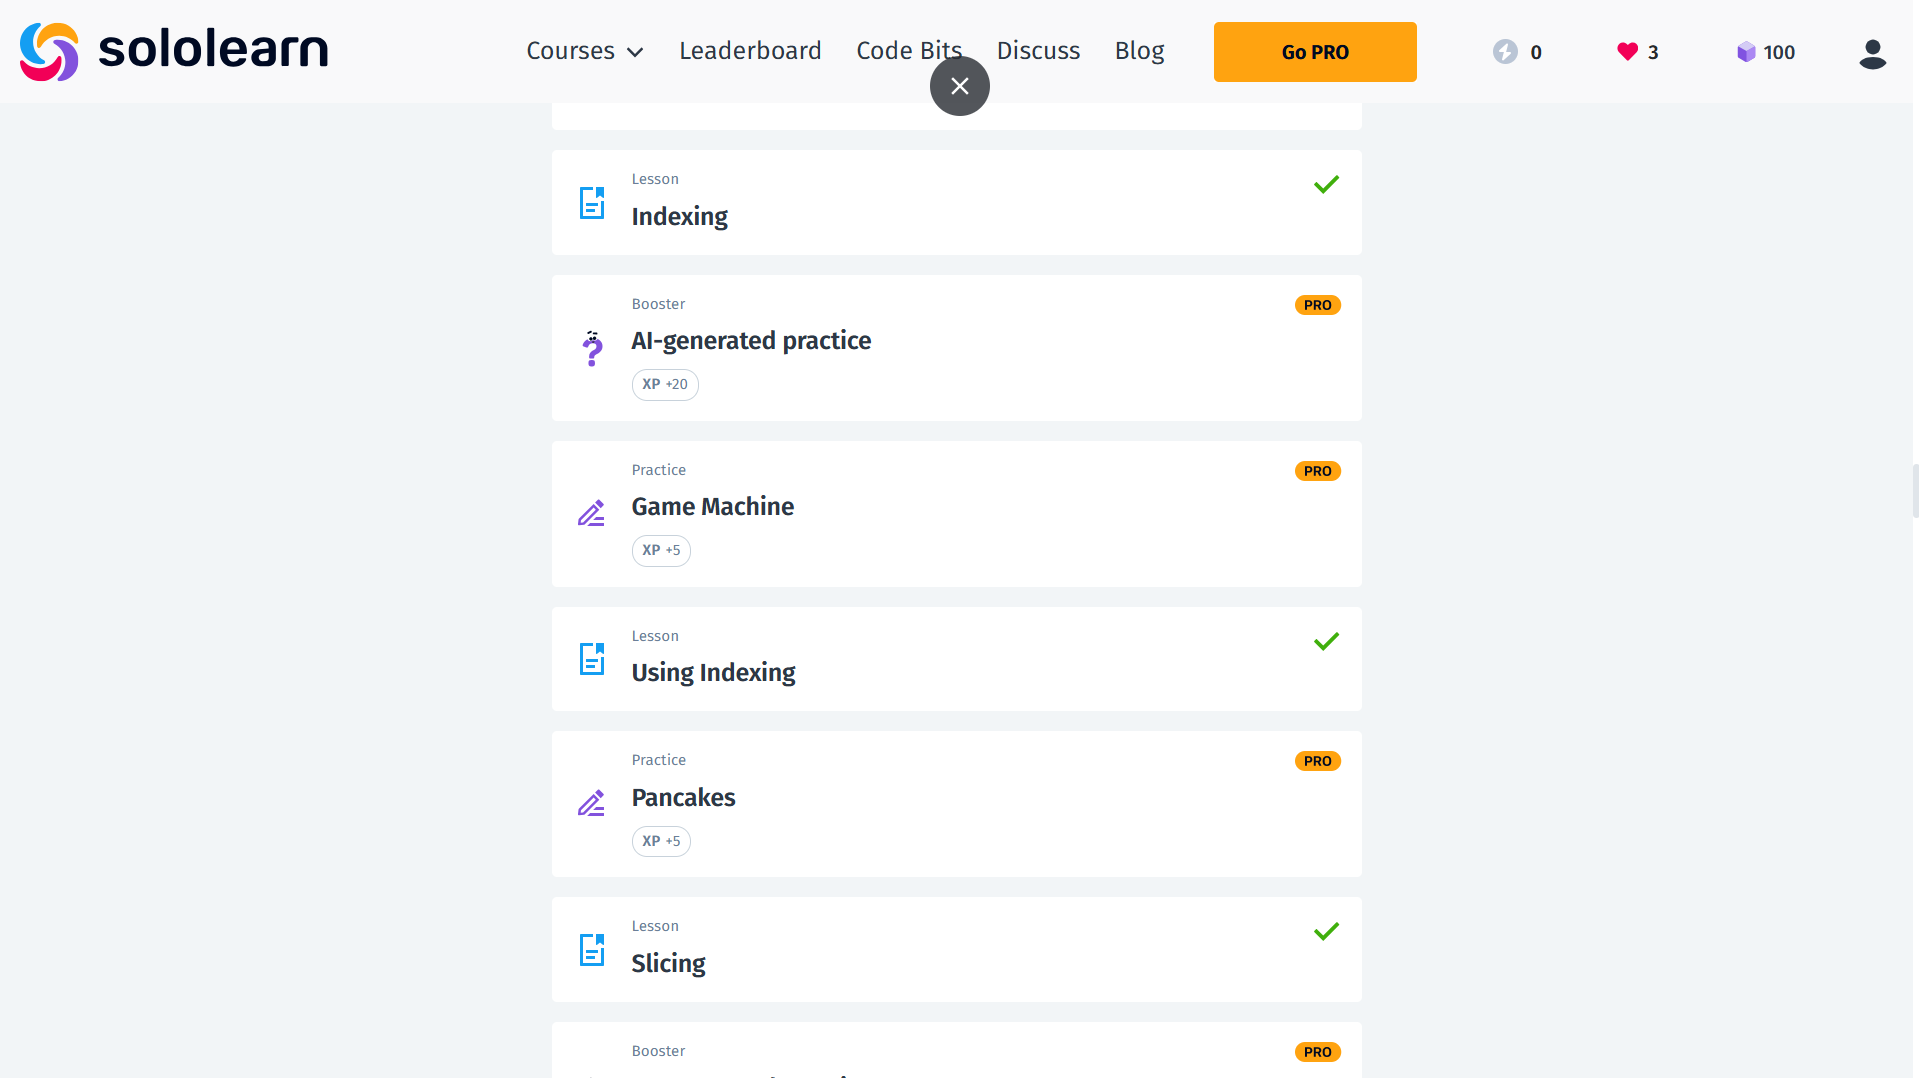 sololearn
Courses
Leaderboard
Code Bits
Discuss
Blog
Go PRO
0
3
100
Lesson
Indexing
Booster
PRO
AI-generated practice
XP +20
Practice
PRO
Game Machine
XP +5
Lesson
Using Indexing
Practice
PRO
Pancakes
XP +5
Lesson
Slicing
Booster
PRO